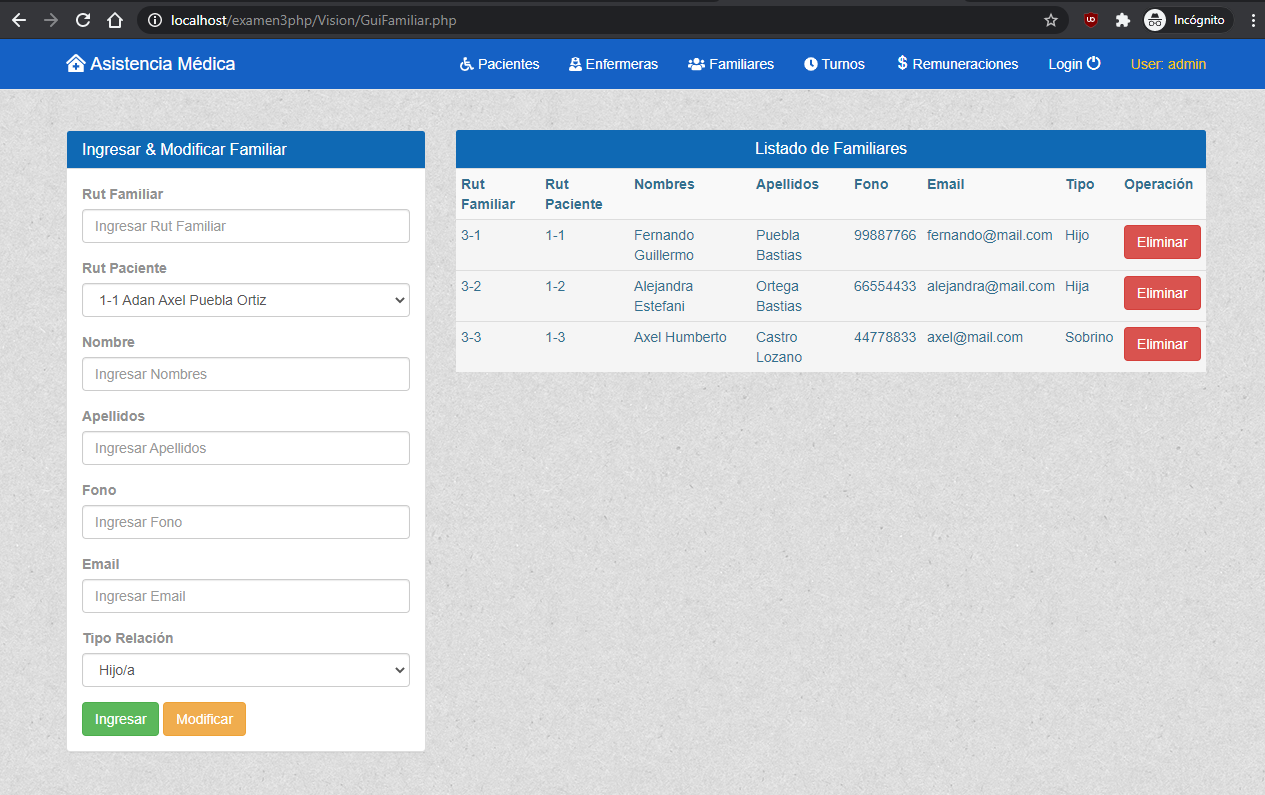 localhost/examen3php/Vision/GuiFamiliar.php
UD
Incógnito
Asistencia Médica
Pacientes
Enfermeras
Familiares
Turnos
$ Remuneraciones
Login
User: admin
Ingresar & Modificar Familiar
Rut Familiar
Ingresar Rut Familiar
Rut Paciente
1-1 Adan Axel Puebla Ortiz
Nombre
Ingresar Nombres
Apellidos
Ingresar Apellidos
Fono
Ingresar Fono
Email
Ingresar Email
Tipo Relación
Hijo/a
Ingresar
Modificar
Listado de Familiares
Rut Familiar
Rut Paciente
Nombres
Apellidos
Fono
Email
Tipo
Operación
3-1
1-1
Fernando Guillermo
Puebla Bastias
99887766
fernando@mail.com
Hijo
Eliminar
3-2
1-2
Alejandra Estefani
Ortega Bastias
66554433
alejandra@mail.com
Hija
Eliminar
3-3
1-3
Axel Humberto
Castro Lozano
44778833
axel@mail.com
Sobrino
Eliminar